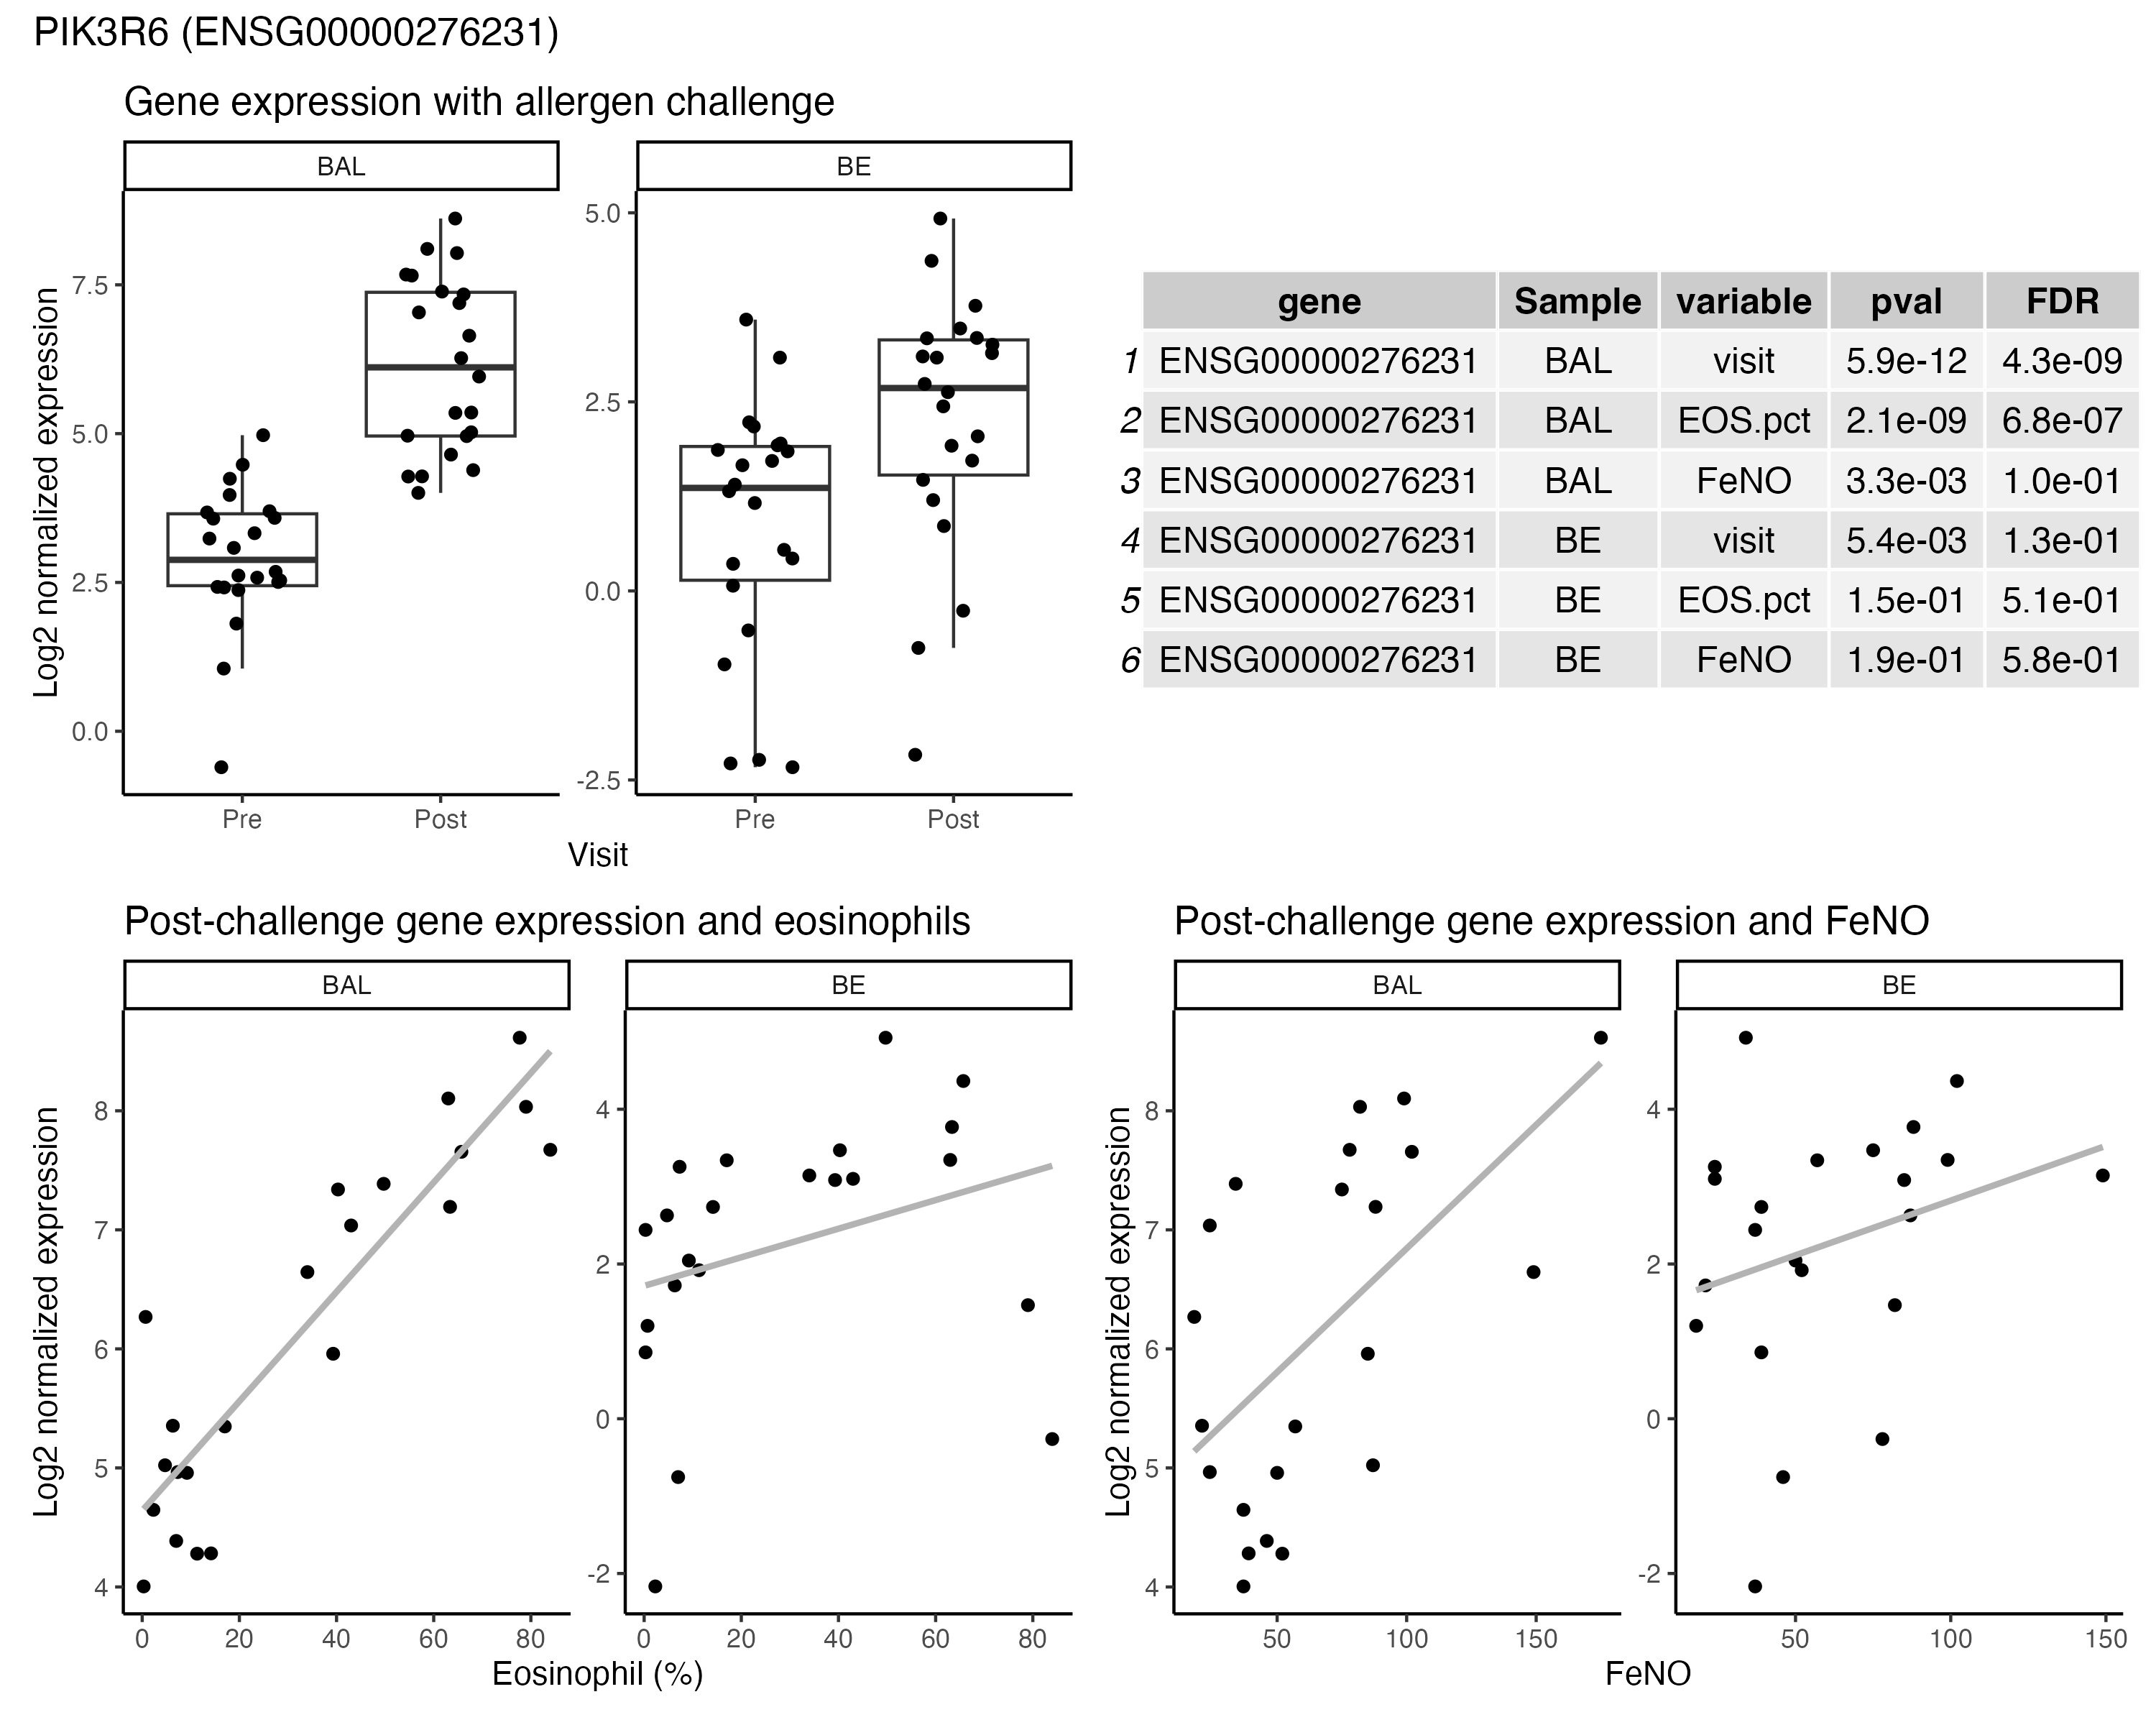 PIK3R6 (ENSG00000276231)
Gene expression with allergen challenge
BAL
BE
Log2 normalized expression
7.5
5.0
2.5
0.0
5.0
2.5
0.0
-2.5
Pre
Post
Pre
Post
Visit
gene Sample variable pval FDR
1 ENSG00000276231 BAL visit 5.9e-12 4.3e-09
2 ENSG00000276231 BAL EOS.pct 2.1e-09 6.8e-07
3 ENSG00000276231 BAL FeNO 3.3e-03 1.0e-01
4 ENSG00000276231 BE visit 5.4e-03 1.3e-01
5 ENSG00000276231 BE EOS.pct 1.5e-01 5.1e-01
6 ENSG00000276231 BE FeNO 1.9e-01 5.8e-01
Post-challenge gene expression and eosinophils
BAL
BE
Log2 normalized expression
8
7
6
5
4
4
2
0
-2
0 20 40 60 80
0 20 40 60 80
Eosinophil (%)
Post-challenge gene expression and FeNO
BAL
BE
Log2 normalized expression
8
7
6
5
4
4
2
0
-2
50 100 150
50 100 150
FeNO